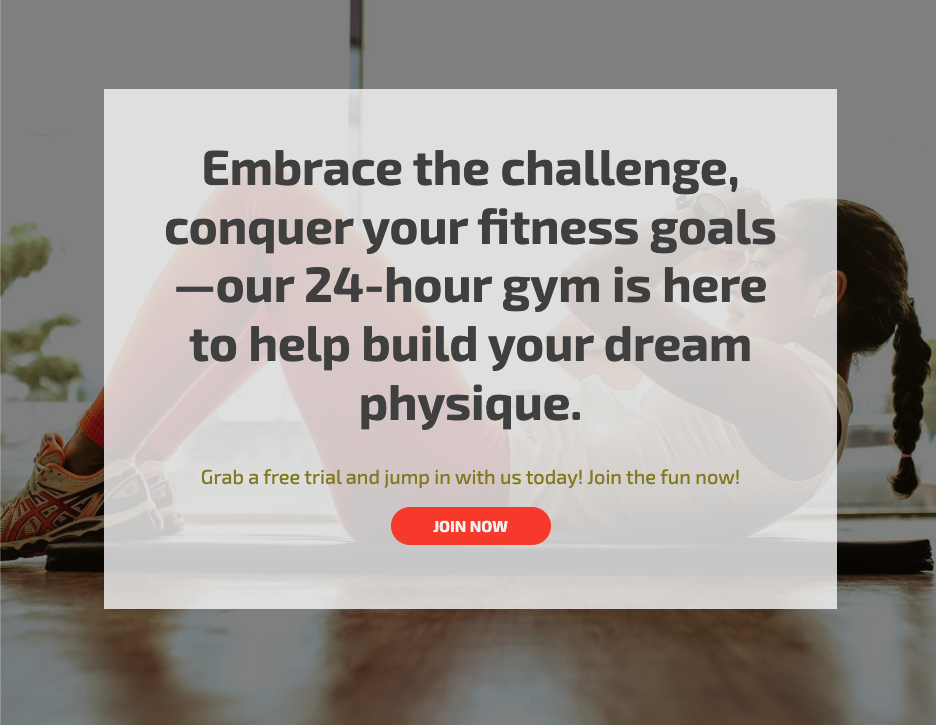 Embrace the challenge,
conquer your fitness goals
—our 24-hour gym is here
to help build your dream
physique.
Grab a free trial and jump in with us today! Join the fun now!
JOIN NOW